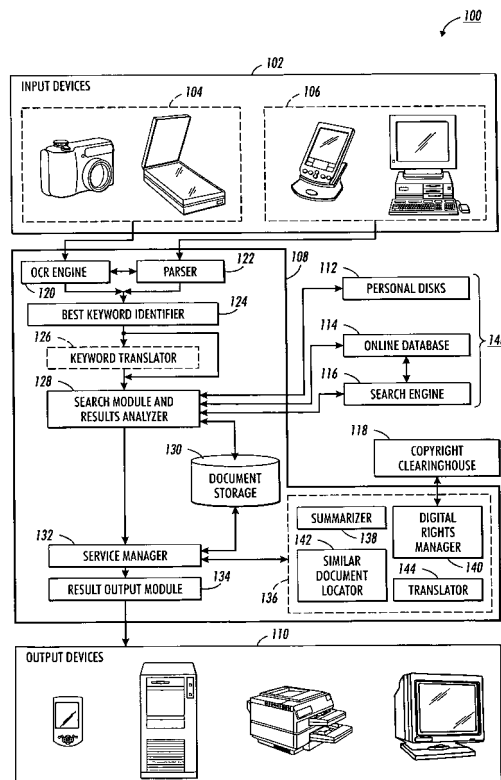 100
102
INPUT DEVICES
104
106
108
OCR ENGINE
120
PARSER
122
BEST KEYWORD IDENTIFIER
124
126
KEYWORD TRANSLATOR
128
SEARCH MODULE AND
RESULTS ANALYZER
112
PERSONAL DISKS
114
ONLINE DATABASE
116
SEARCH ENGINE
118
COPYRIGHT
CLEARINGHOUSE
130
DOCUMENT
STORAGE
132
SERVICE MANAGER
134
RESULT OUTPUT MODULE
136
SUMMARIZER
138
142
SIMILAR
DOCUMENT
LOCATOR
DIGITAL
RIGHTS
MANAGER
140
144
TRANSLATOR
110
OUTPUT DEVICES